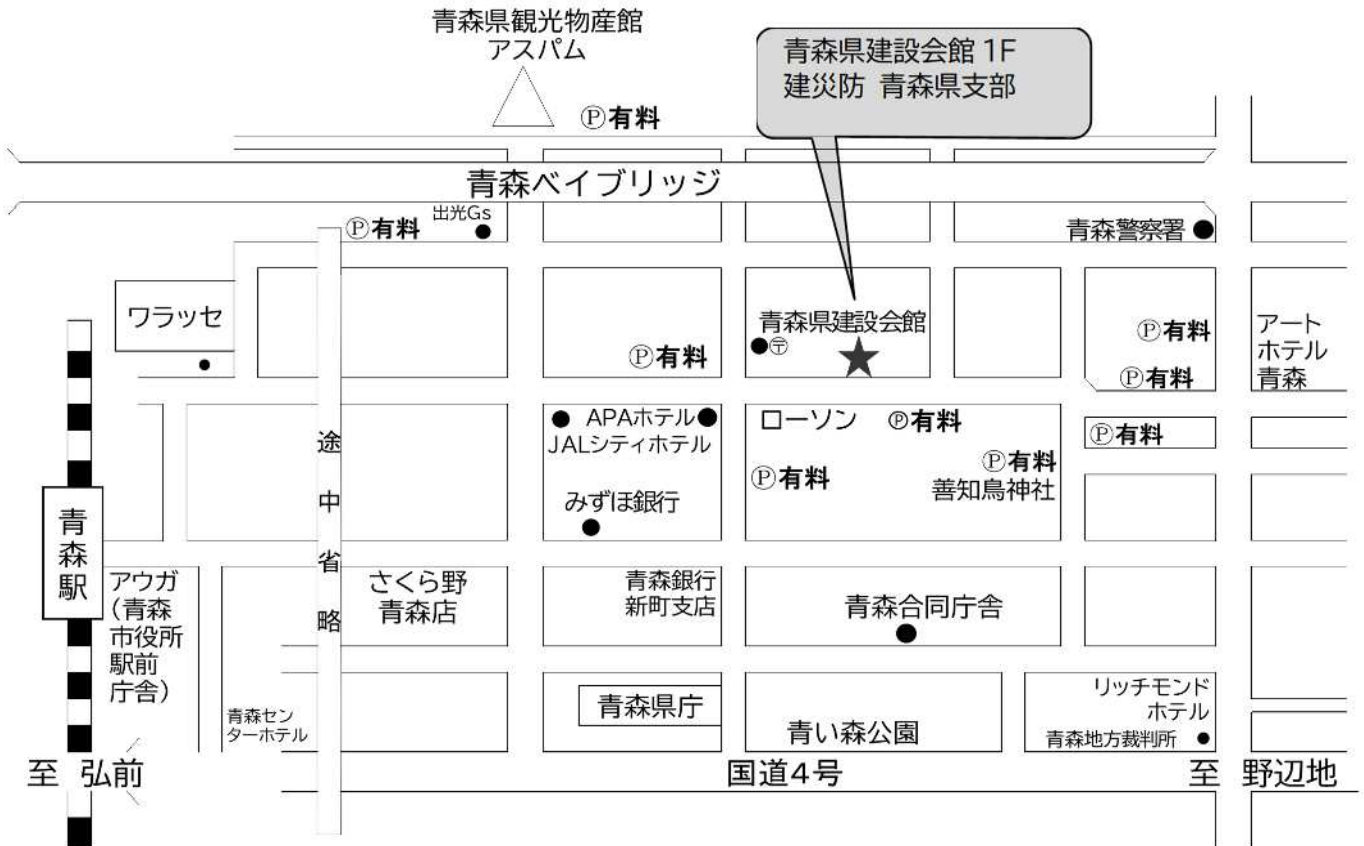 青森県観光物産館
アスパム
Ⓟ有料
青森県建設会館 1F
建災防 青森県支部
青森ベイブリッジ
出光Gs
Ⓟ有料
青森警察署
ワラッセ
青森県建設会館
〶
Ⓟ有料
Ⓟ有料
Ⓟ有料
アート
ホテル
青森
途中省略
APAホテル
JALシティホテル
ローソン
Ⓟ有料
Ⓟ有料
Ⓟ有料
Ⓟ有料
善知鳥神社
みずほ銀行
青森駅
アウガ
（青森
市役所
駅前
庁舎）
さくら野
青森店
青森銀行
新町支店
青森合同庁舎
青森セン
ターホテル
青森県庁
青い森公園
リッチモンド
ホテル
青森地方裁判所
至 弘前
国道4号
至 野辺地